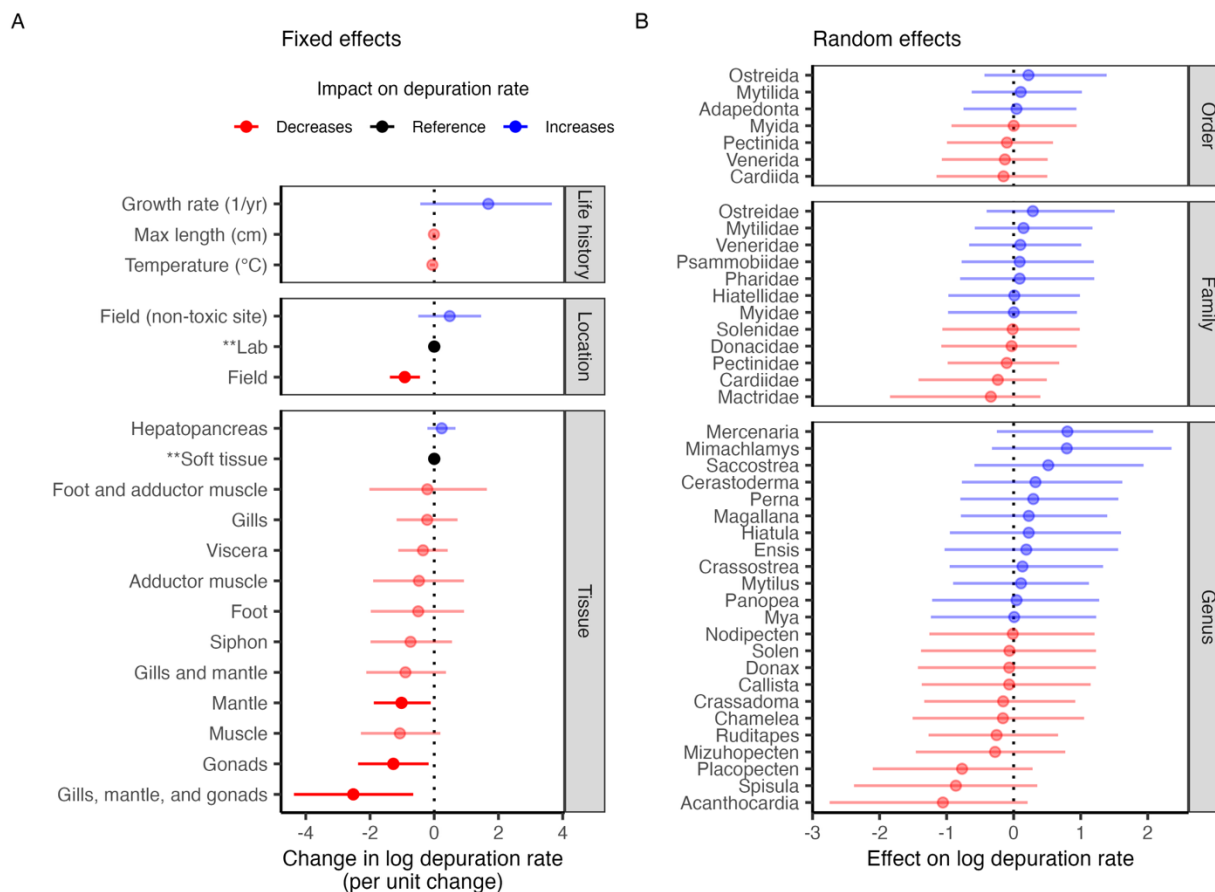 A
Fixed effects
Impact on depuration rate
Decreases Reference Increases
Growth rate (1/yr)
Max length (cm)
Temperature (°C)
Life history
Field (non-toxic site)
**Lab
Field
Location
Hepatopancreas
**Soft tissue
Foot and adductor muscle
Gills
Viscera
Adductor muscle
Foot
Siphon
Gills and mantle
Mantle
Muscle
Gonads
Gills, mantle, and gonads
Tissue
-4 -2 0 2 4
Change in log depuration rate
(per unit change)
B
Random effects
Ostreida
Mytilida
Adapedonta
Myida
Pectinida
Venerida
Cardiida
Order
Ostreidae
Mytilidae
Veneridae
Psammobiidae
Pharidae
Hiatellidae
Myidae
Solenidae
Donacidae
Pectinidae
Cardiidae
Mactridae
Family
Mercenaria
Mimachlamys
Saccostrea
Cerastoderma
Perna
Magallana
Hiatula
Ensis
Crassostrea
Mytilus
Panopea
Mya
Nodipecten
Solen
Donax
Callista
Crassadoma
Chamelea
Ruditapes
Mizuhopecten
Placopecten
Spisula
Acanthocardia
Genus
-3 -2 -1 0 1 2
Effect on log depuration rate